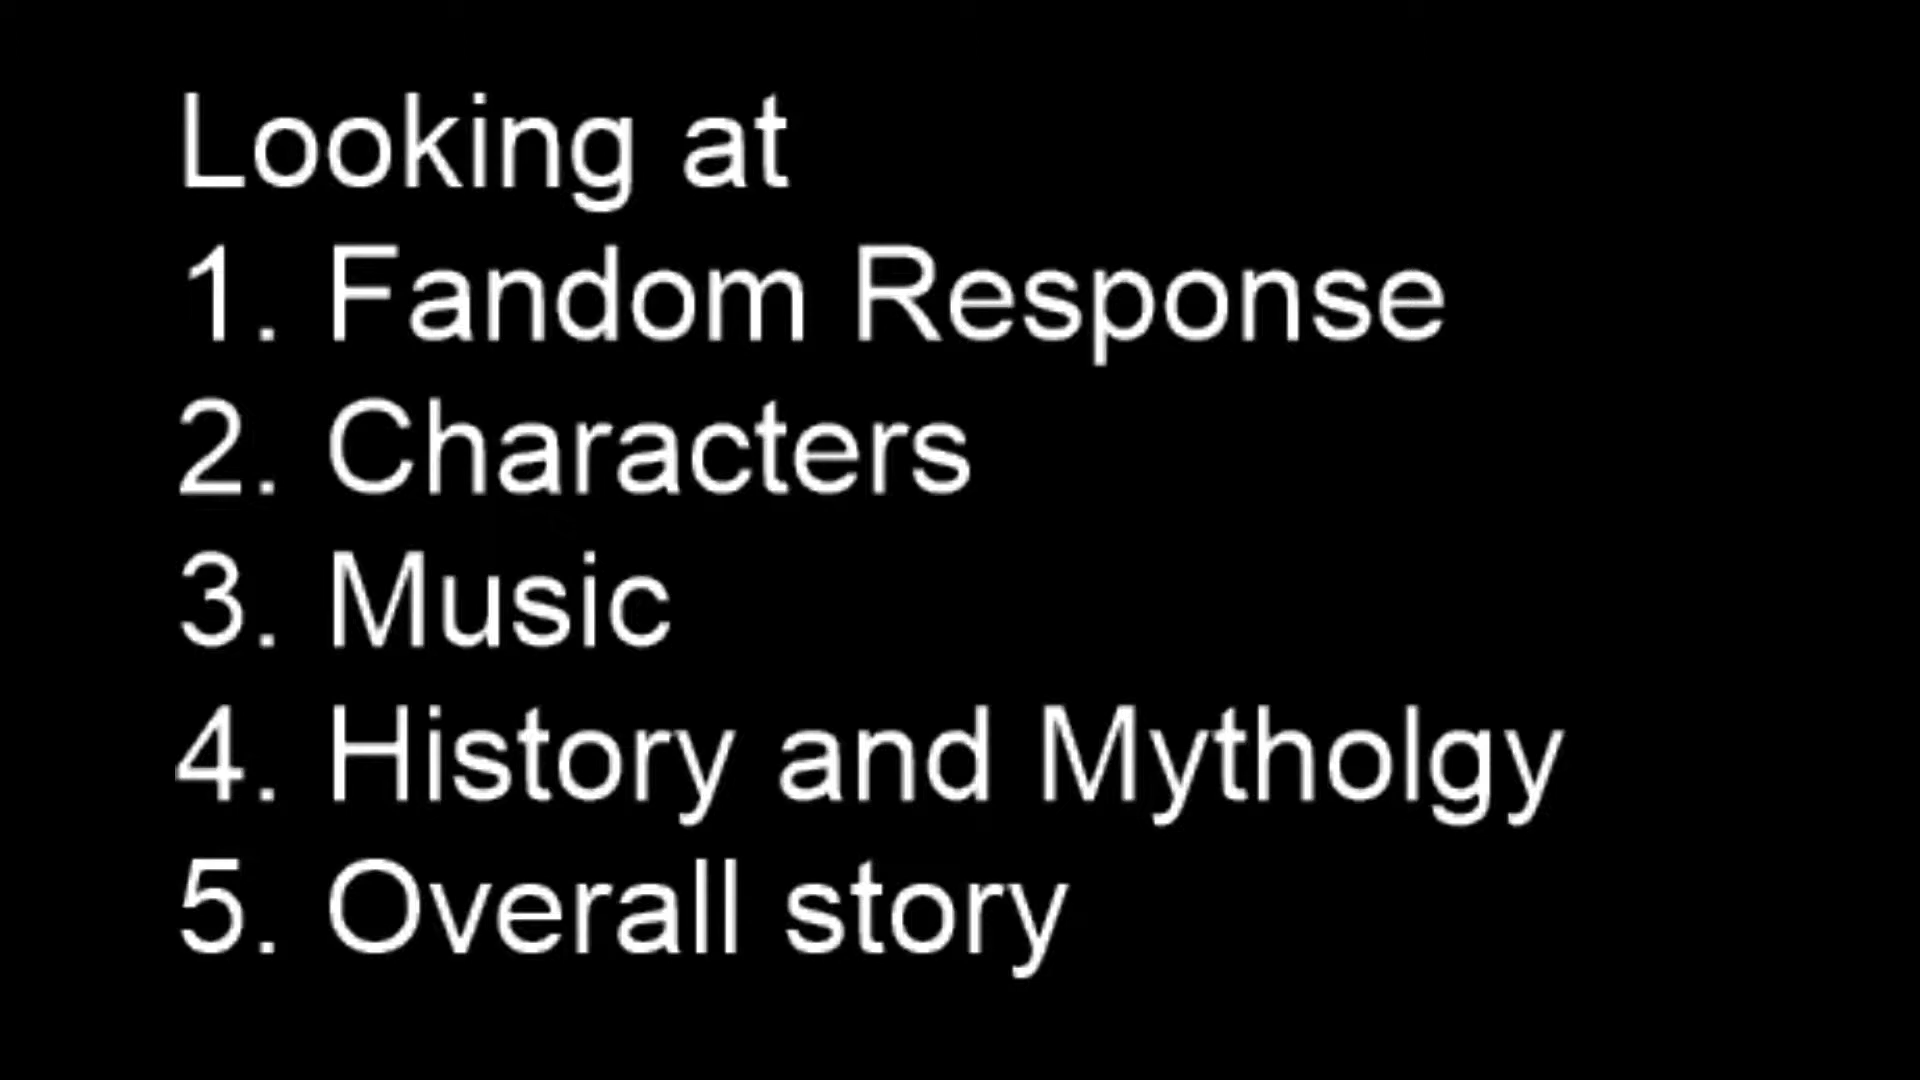 Looking at
1. Fandom Response
2. Characters
3. Music
4. History and Mytholgy
5. Overall story